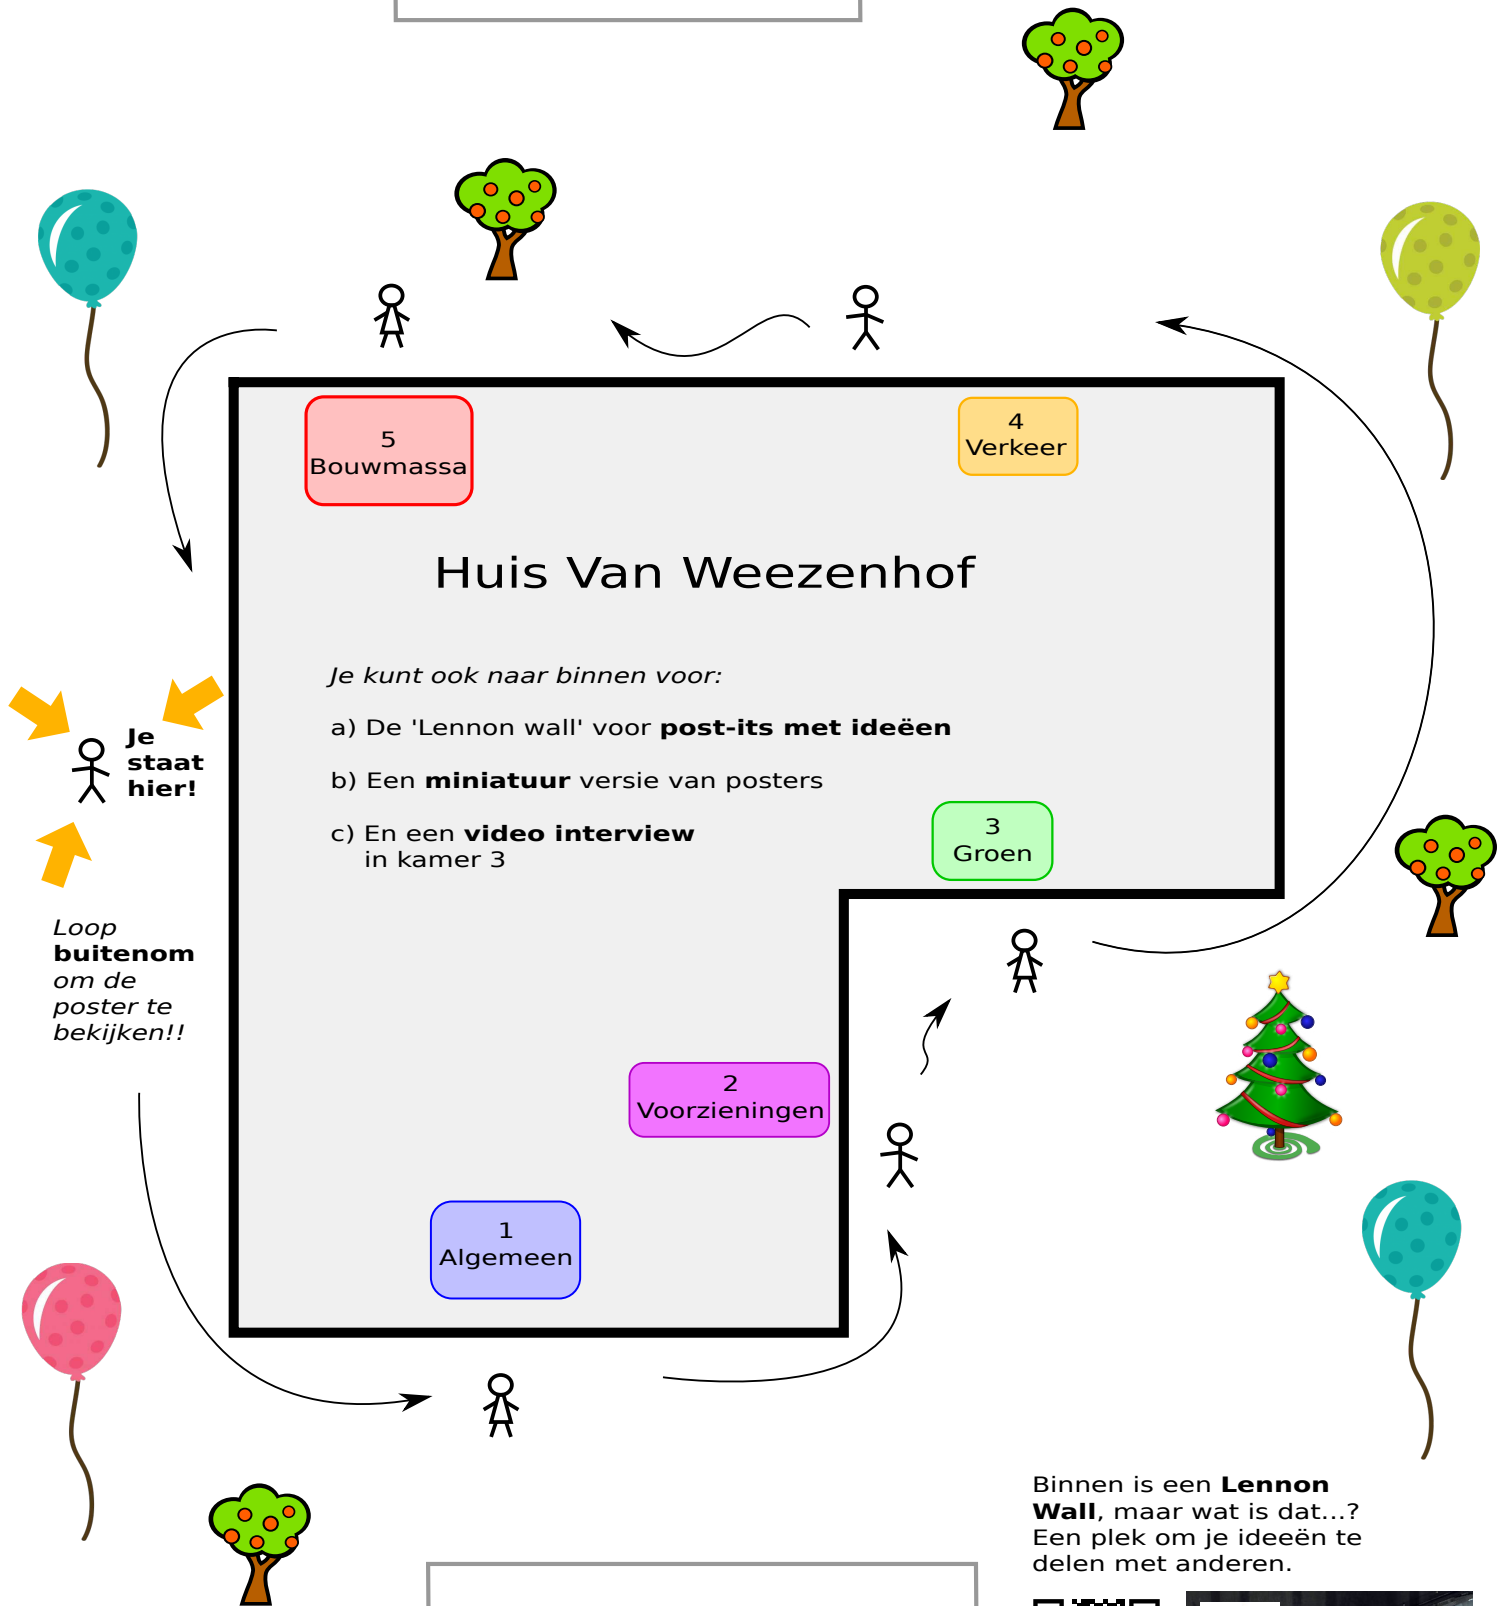 5
Bouwmassa
4
Verkeer
Huis Van Weezenhof
Je kunt ook naar binnen voor:
a) De 'Lennon wall' voor post-its met ideëen
b) Een miniatuur versie van posters
c) En een video interview
in kamer 3
Je
staat
hier!
3
Groen
Loop
buitenom
om de
poster te
bekijken!!
2
Voorzieningen
1
Algemeen
Binnen is een Lennon
Wall, maar wat is dat...?
Een plek om je ideeën te
delen met anderen.